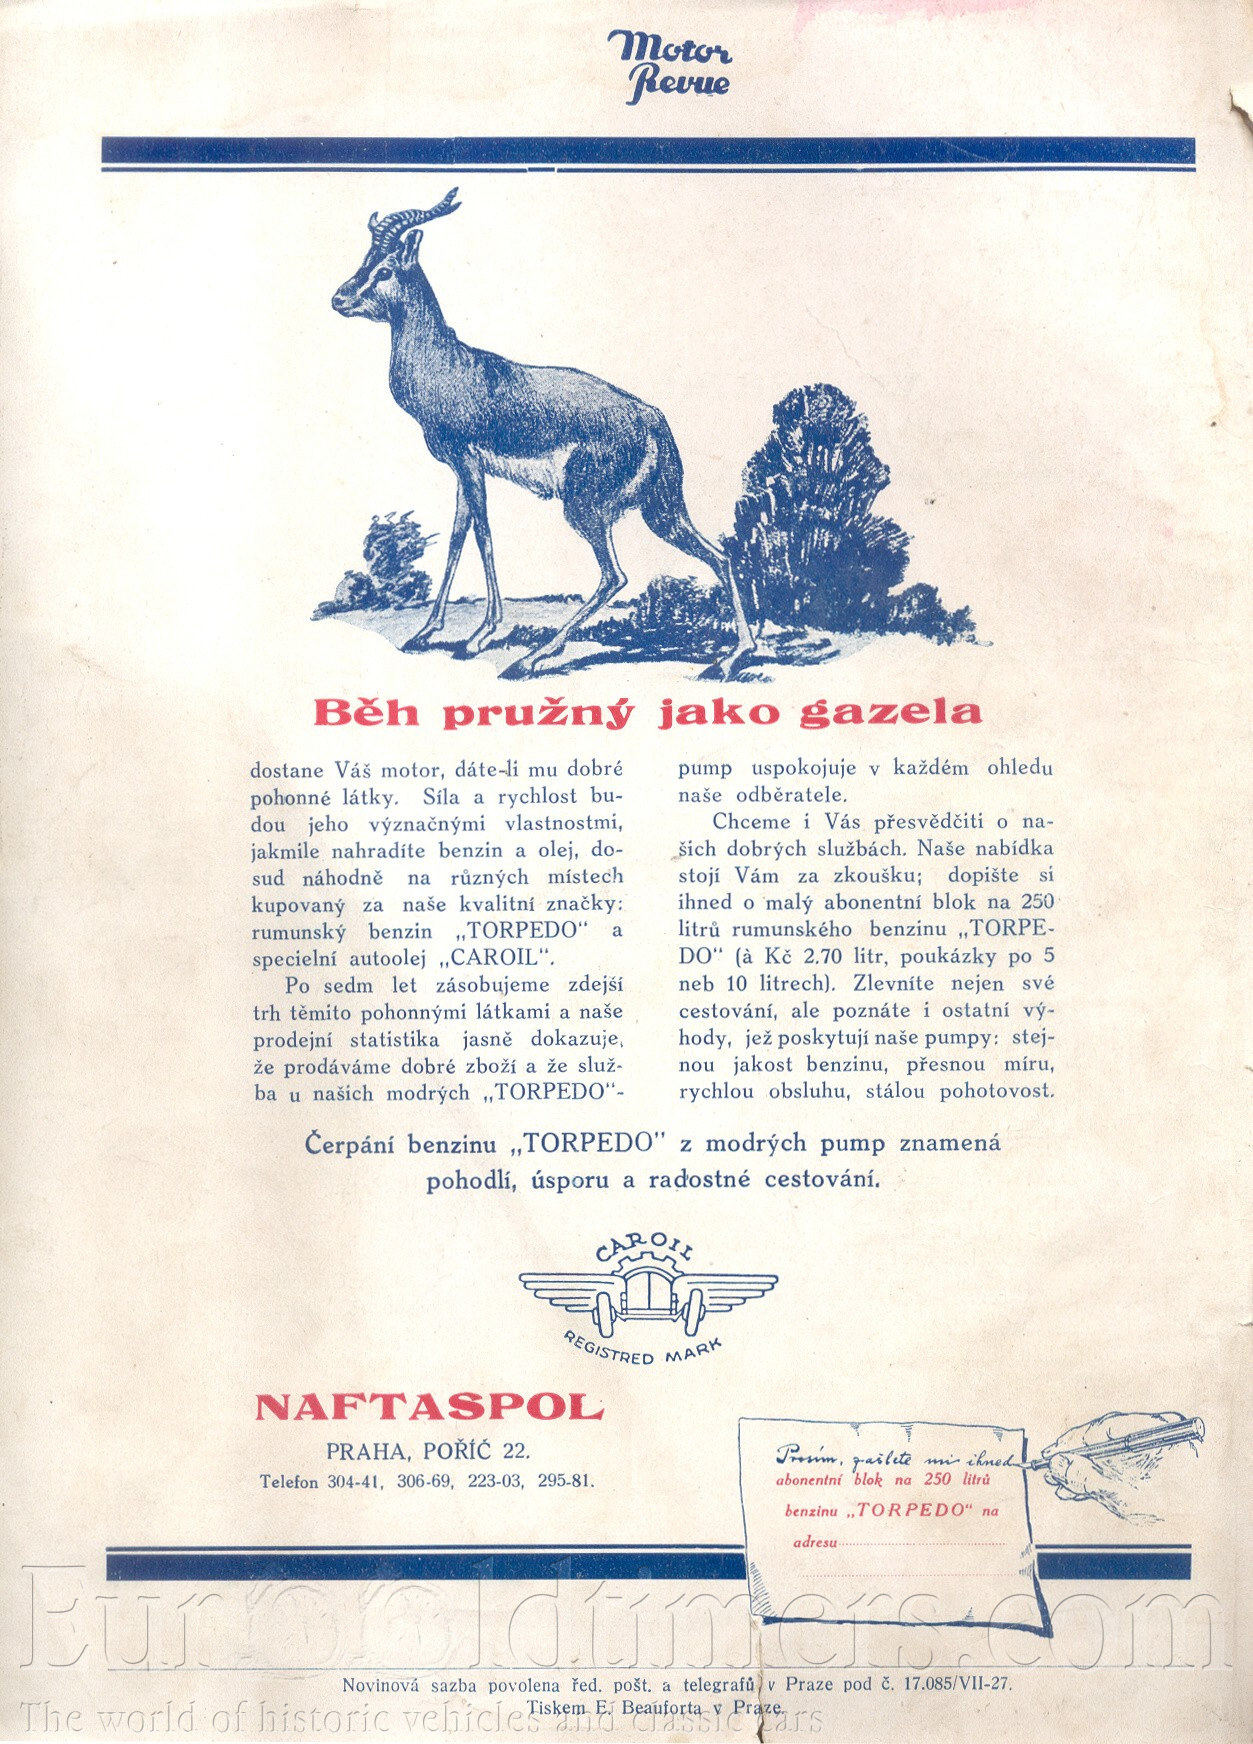 Motor
Revue
Běh pružný jako gazela
dostane Váš motor, dáte-li mu dobré
pohonné látky. Síla a rychlost bu-
dou jeho význačnými vlastnostmi,
jakmile nahradíte benzin a olej, do-
sud náhodně na různých místech
kupovaný za naše kvalitní značky:
rumunský benzin „TORPEDO" a
specielní autoolej „CAROIL".
Po sedm let zásobujeme zdejší
trh těmito pohonnými látkami a naše
prodejní statistika jasně dokazuje,
že prodáváme dobré zboží a že služ-
ba u našich modrých „TORPEDO"-
pump uspokojuje v každém ohledu
naše odběratele.
Chceme i Vás přesvědčiti o na-
šich dobrých službách. Naše nabídka
stojí Vám za zkoušku; dopište si
ihned o malý abonentní blok na 250
litrů rumunského benzinu „TORPE-
DO" (à Kč 2.70 litr, poukázky po 5
neb 10 litrech). Zlevníte nejen své
cestování, ale poznáte i ostatní vý-
hody, jež poskytují naše pumpy: stej-
nou jakost benzinu, přesnou míru,
rychlou obsluhu, stálou pohotovost.
Čerpání benzinu „TORPEDO" z modrých pump znamená
pohodlí, úsporu a radostné cestování.
CAROIL
REGISTRED MARK
NAFTASPOL
PRAHA, POŘÍČ 22.
Telefon 304-41, 306-69, 223-03, 295-81.
Prosím, zašlete mi ihned
abonentní blok na 250 litrů
benzinu „TORPEDO" na
adresu
Eurooldtimers.com
Novinová sazba povolena řed. pošt. a telegrafů v Praze pod č. 17.085/VII-27.
Tiskem E. Beauforta v Praze.
The world of historic vehicles and classic cars